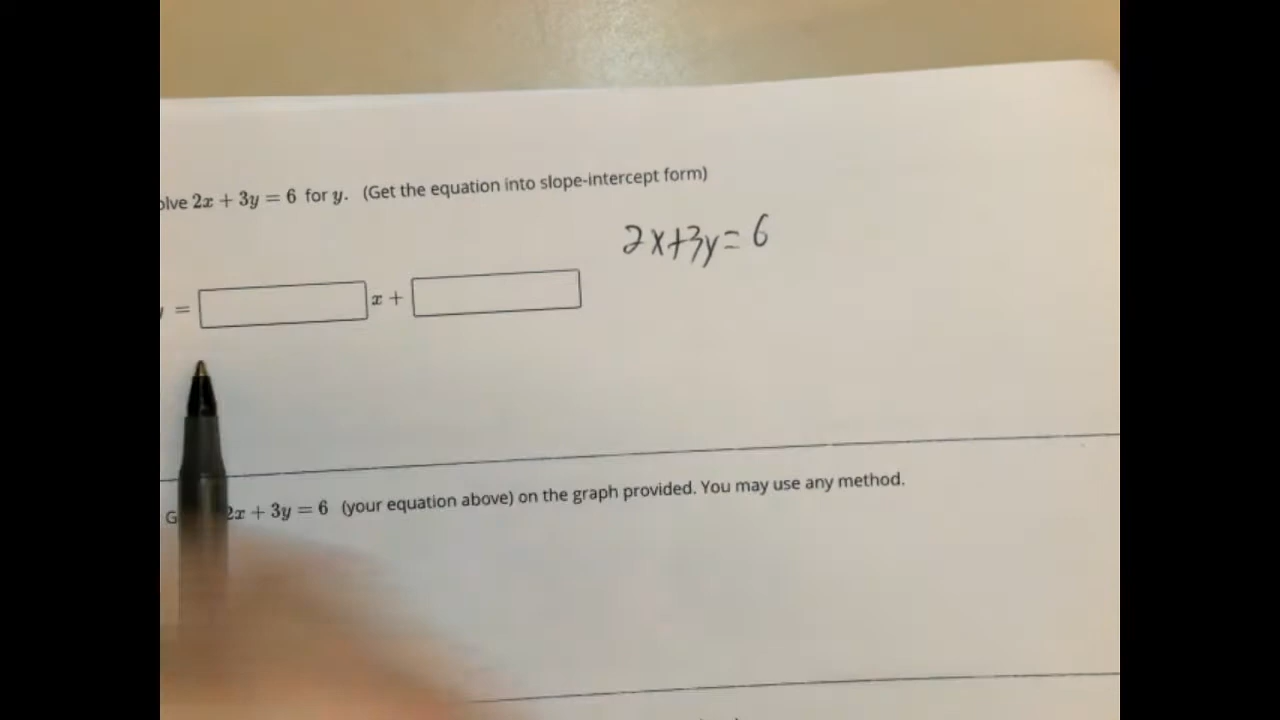 olve 2x + 3y = 6 for y. (Get the equation into slope-intercept form)
2x+3y=6
= x +
2x + 3y = 6 (your equation above) on the graph provided. You may use any method.